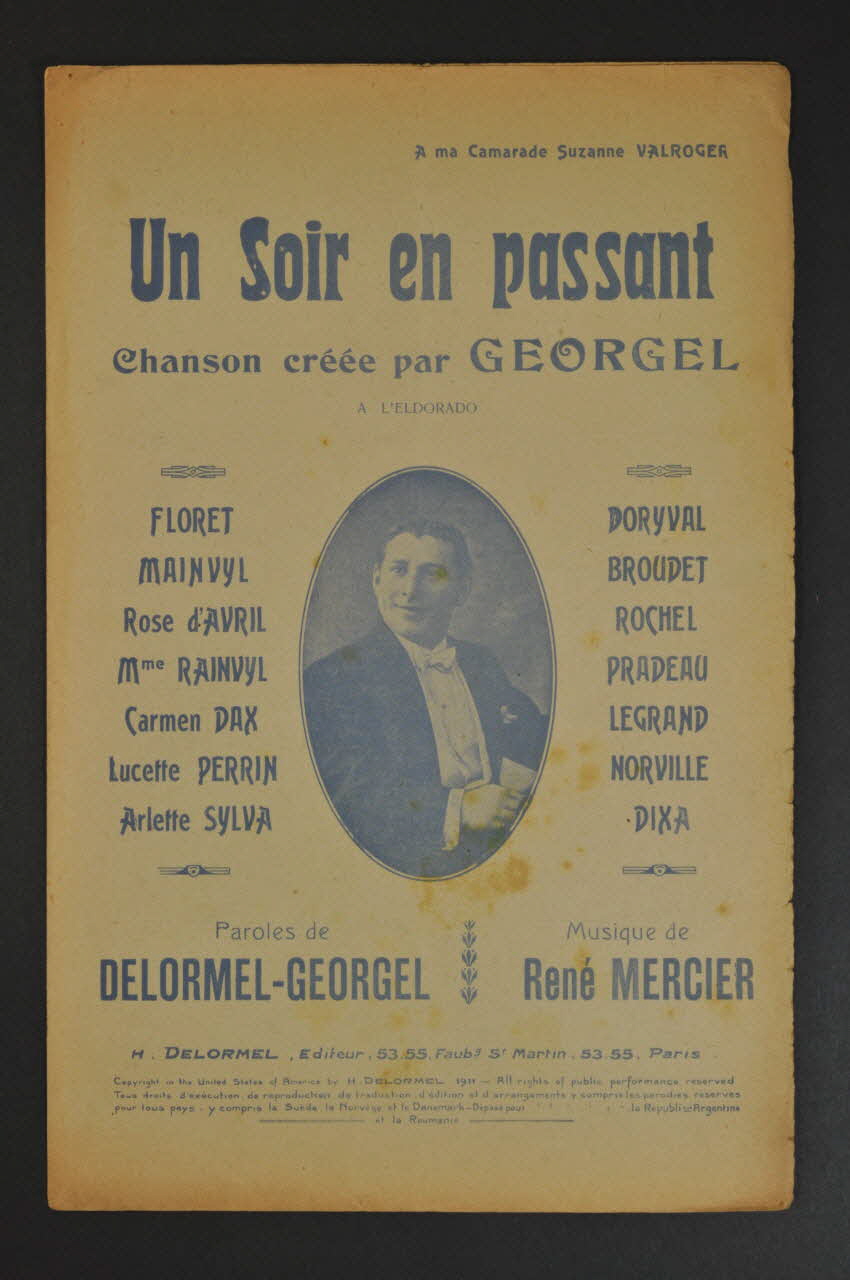 A ma Camarade Suzanne VALROGER
Un Soir en passant
Chanson créée par GEORGEL
A L'ELDORADO
FLORET
MAINVYL
Rose d'AVRIL
Mme RAINVYL
Carmen DAX
Lucette PERRIN
Arlette SYLVA
DORYVAL
BROUDET
ROCHEL
PRADEAU
LEGRAND
NORVILLE
DIXA
Paroles de
DELORMEL-GEORGEL
Musique de
René MERCIER
H. DELORMEL, Editeur, 53.55, Faubg St Martin, 53.55, Paris
Copyright in the United States of America by H. DELORMEL 1911 — All rights of public performance reserved
Tous droits d'exécution, de reproduction, de traduction, d'édition et d'arrangements y compris les parodies réservés
pour tous pays, y compris la Suède, la Norvège et le Danemark-Déposé pour la Républiqe Argentine
et la Roumanie